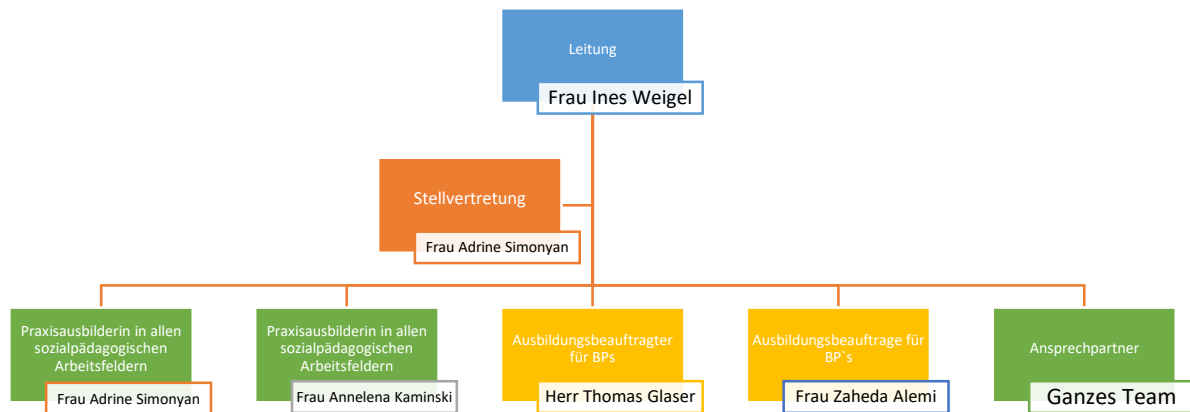 Leitung
Frau Ines Weigel
Stellvertretung
Frau Adrine Simonyan
Praxisausbilderin in allen
sozialpädagogischen
Arbeitsfeldern
Frau Adrine Simonyan
Praxisausbilderin in allen
sozialpädagogischen
Arbeitsfeldern
Frau Annelena Kaminski
Ausbildungsbeauftragter
für BPs
Herr Thomas Glaser
Ausbildungsbeauftrage für
BP`s
Frau Zaheda Alemi
Ansprechpartner
Ganzes Team